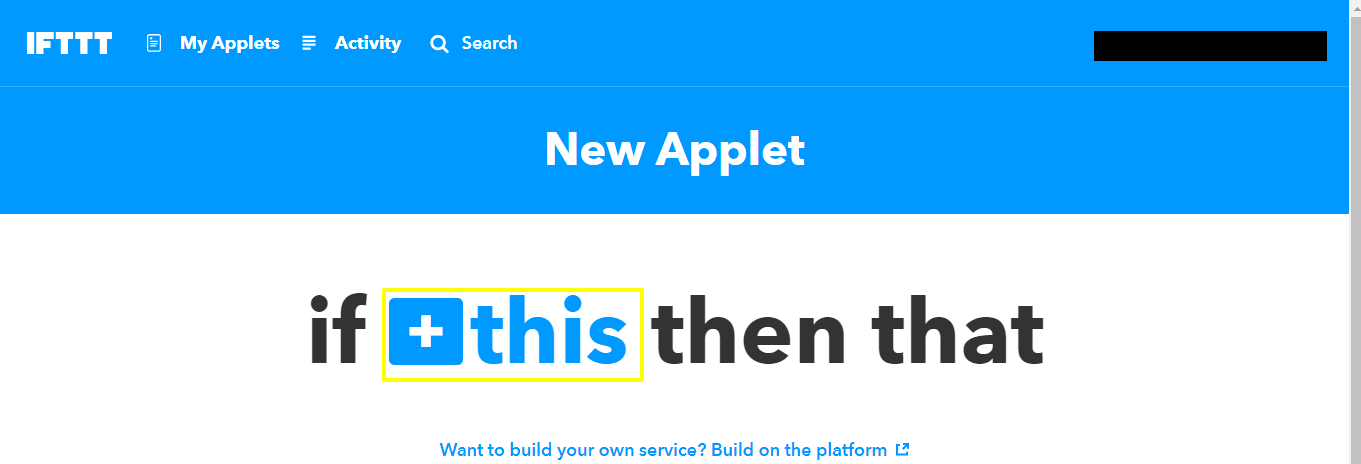 IFTTT My Applets Activity Search
New Applet
if +this then that
Want to build your own service? Build on the platform